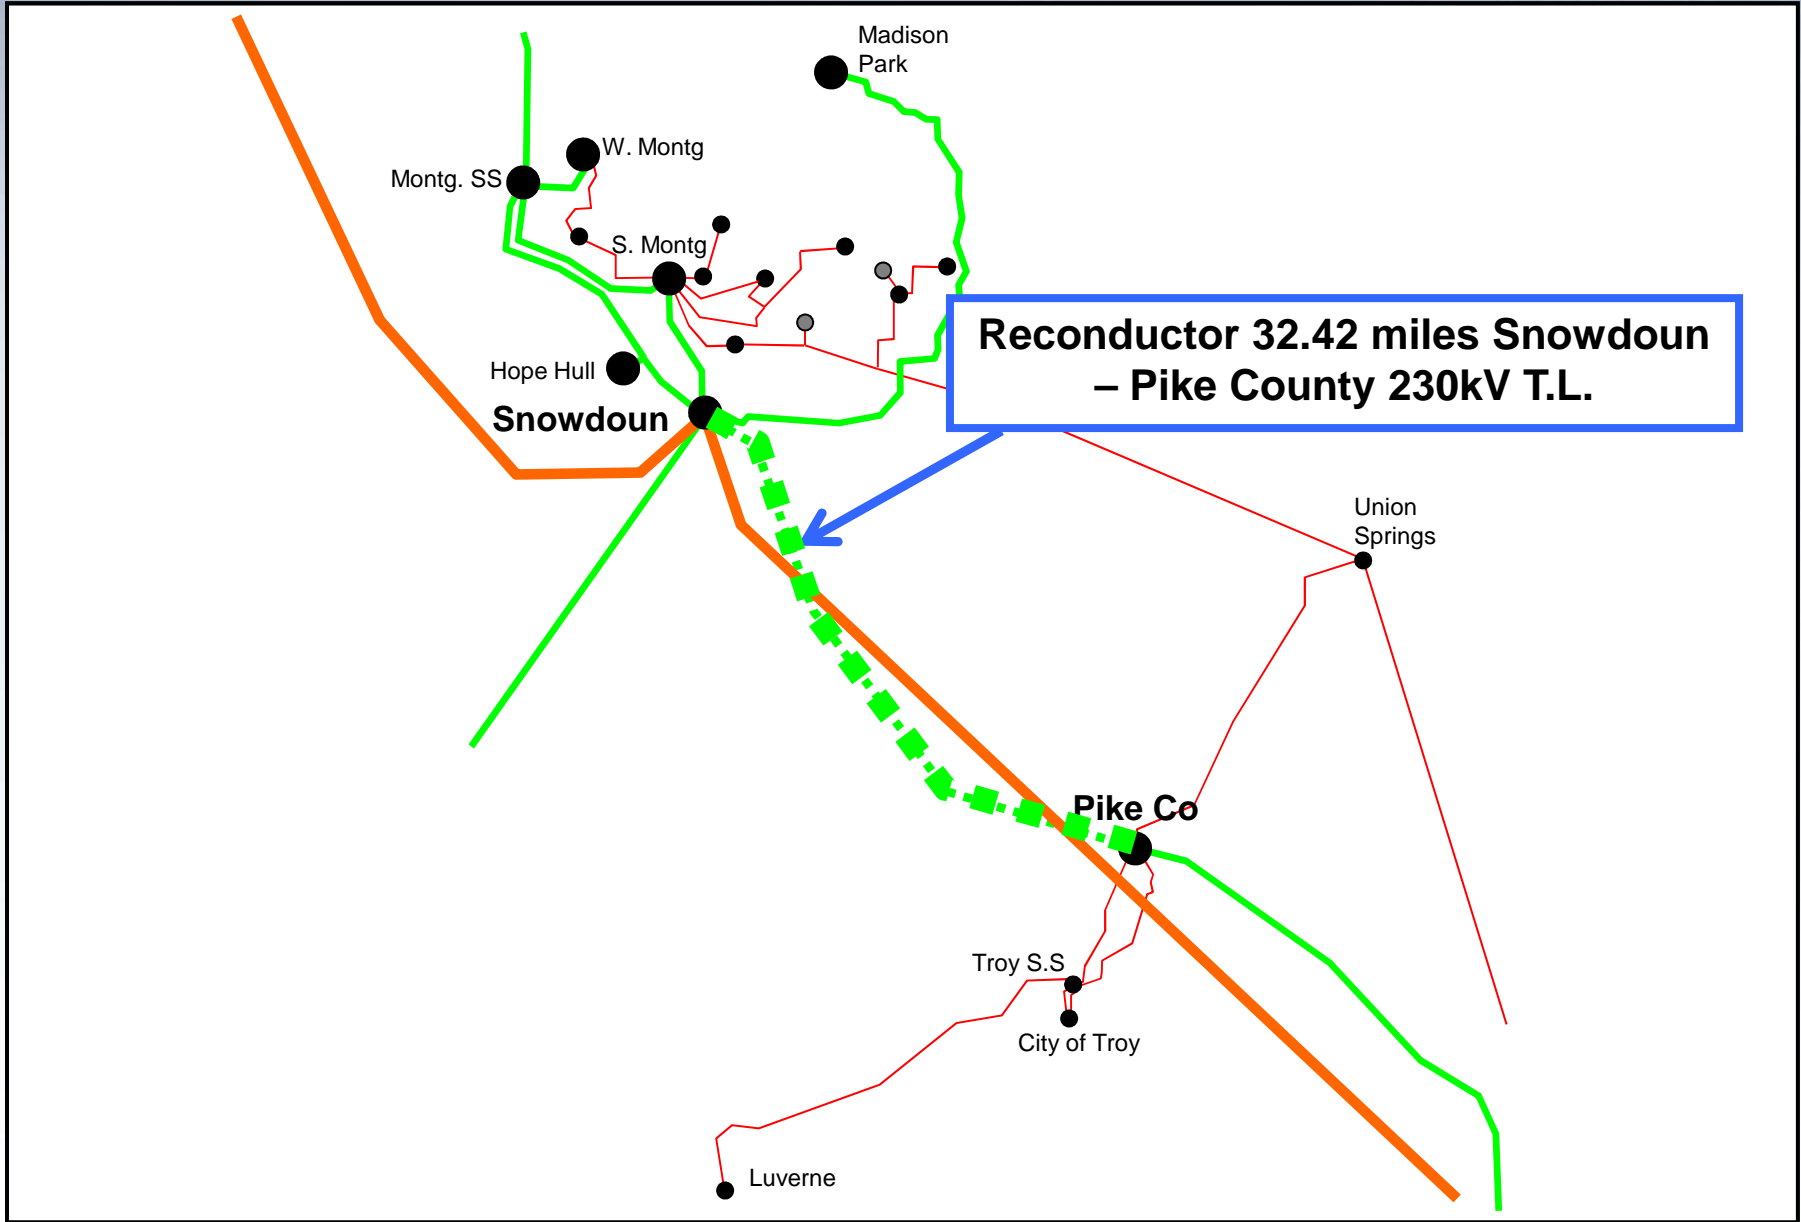 Madison
Park
W. Montg
Montg. SS
S. Montg
Reconductor 32.42 miles Snowdoun
– Pike County 230kV T.L.
Hope Hull
Snowdoun
Union
Springs
Pike Co
Troy S.S
City of Troy
Luverne